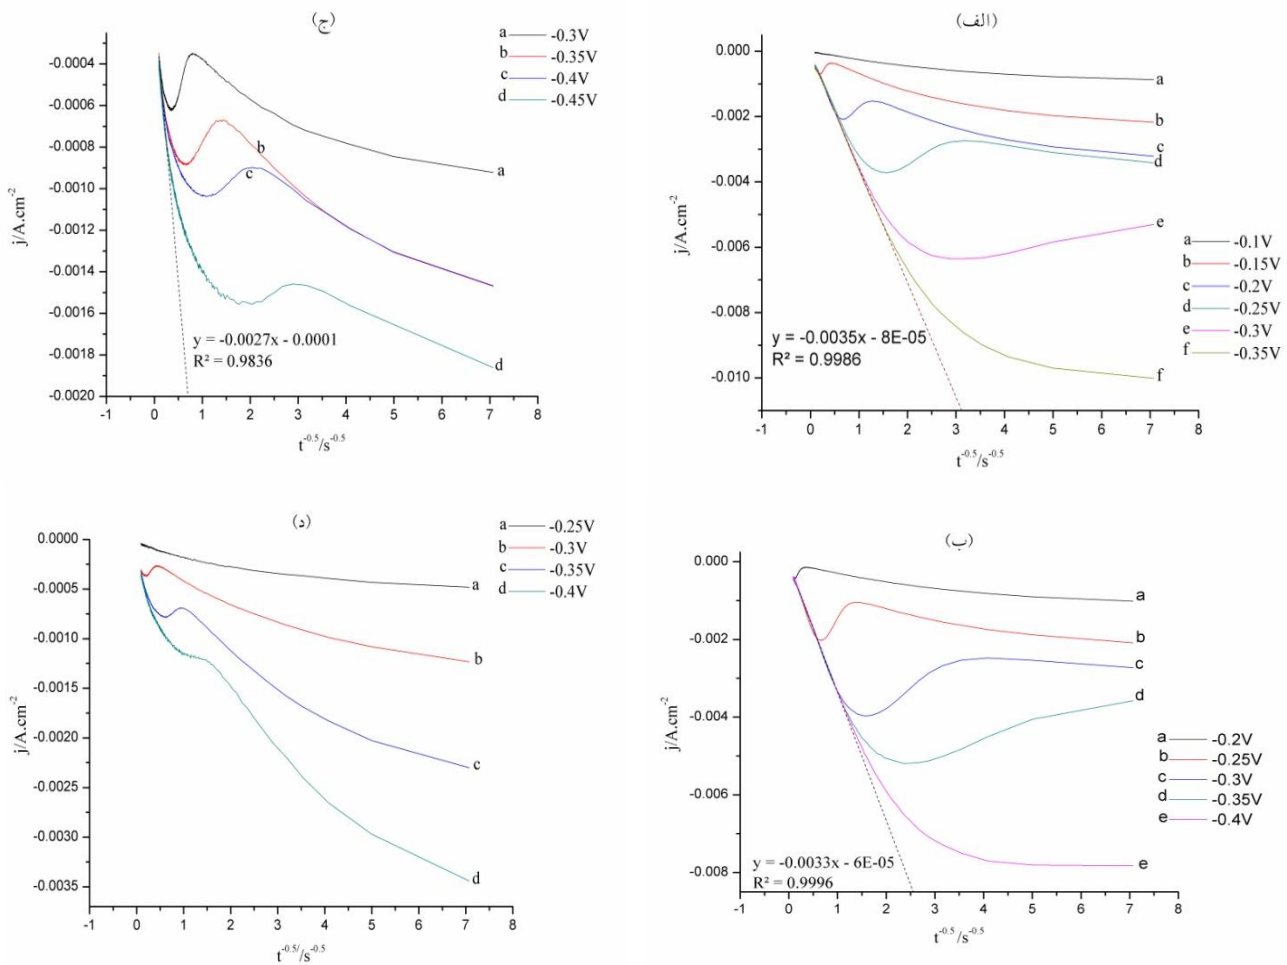 (ج)
a -0.3V
b -0.35V
c -0.4V
d -0.45V
-0.0004
-0.0006
-0.0008
-0.0010
-0.0012
-0.0014
-0.0016
-0.0018
-0.0020
j/A.cm⁻²
a
b
c
d
y = -0.0027x - 0.0001
R² = 0.9836
-1 0 1 2 3 4 5 6 7 8
t⁻⁰·⁵/s⁻⁰·⁵
(الف)
0.000
-0.002
-0.004
-0.006
-0.008
-0.010
j/A.cm⁻²
a
b
c
d
e
f
a -0.1V
b -0.15V
c -0.2V
d -0.25V
e -0.3V
f -0.35V
y = -0.0035x - 8E-05
R² = 0.9986
-1 0 1 2 3 4 5 6 7 8
t⁻⁰·⁵/s⁻⁰·⁵
(د)
a -0.25V
b -0.3V
c -0.35V
d -0.4V
0.0000
-0.0005
-0.0010
-0.0015
-0.0020
-0.0025
-0.0030
-0.0035
j/A.cm⁻²
a
b
c
d
-1 0 1 2 3 4 5 6 7 8
t⁻⁰·⁵/s⁻⁰·⁵
(ب)
0.000
-0.002
-0.004
-0.006
-0.008
j/A.cm⁻²
a
b
c
d
e
a -0.2V
b -0.25V
c -0.3V
d -0.35V
e -0.4V
y = -0.0033x - 6E-05
R² = 0.9996
-1 0 1 2 3 4 5 6 7 8
t⁻⁰·⁵/s⁻⁰·⁵